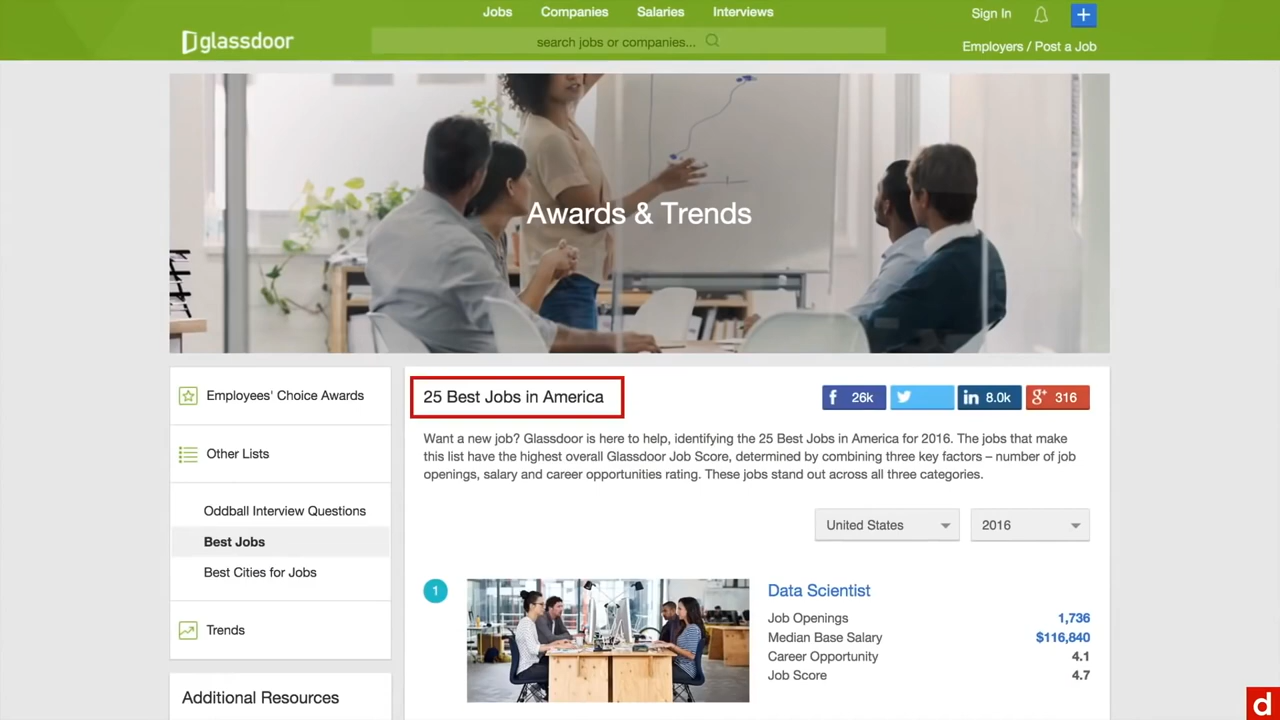 Jobs Companies Salaries Interviews
Sign In
+
glassdoor
search jobs or companies...
Employers / Post a Job
Awards & Trends
Employees' Choice Awards
Other Lists
Oddball Interview Questions
Best Jobs
Best Cities for Jobs
Trends
Additional Resources
25 Best Jobs in America
f 26k
in 8.0k
g+ 316
Want a new job? Glassdoor is here to help, identifying the 25 Best Jobs in America for 2016. The jobs that make
this list have the highest overall Glassdoor Job Score, determined by combining three key factors – number of job
openings, salary and career opportunities rating. These jobs stand out across all three categories.
United States
2016
1
Data Scientist
Job Openings 1,736
Median Base Salary $116,840
Career Opportunity 4.1
Job Score 4.7
d